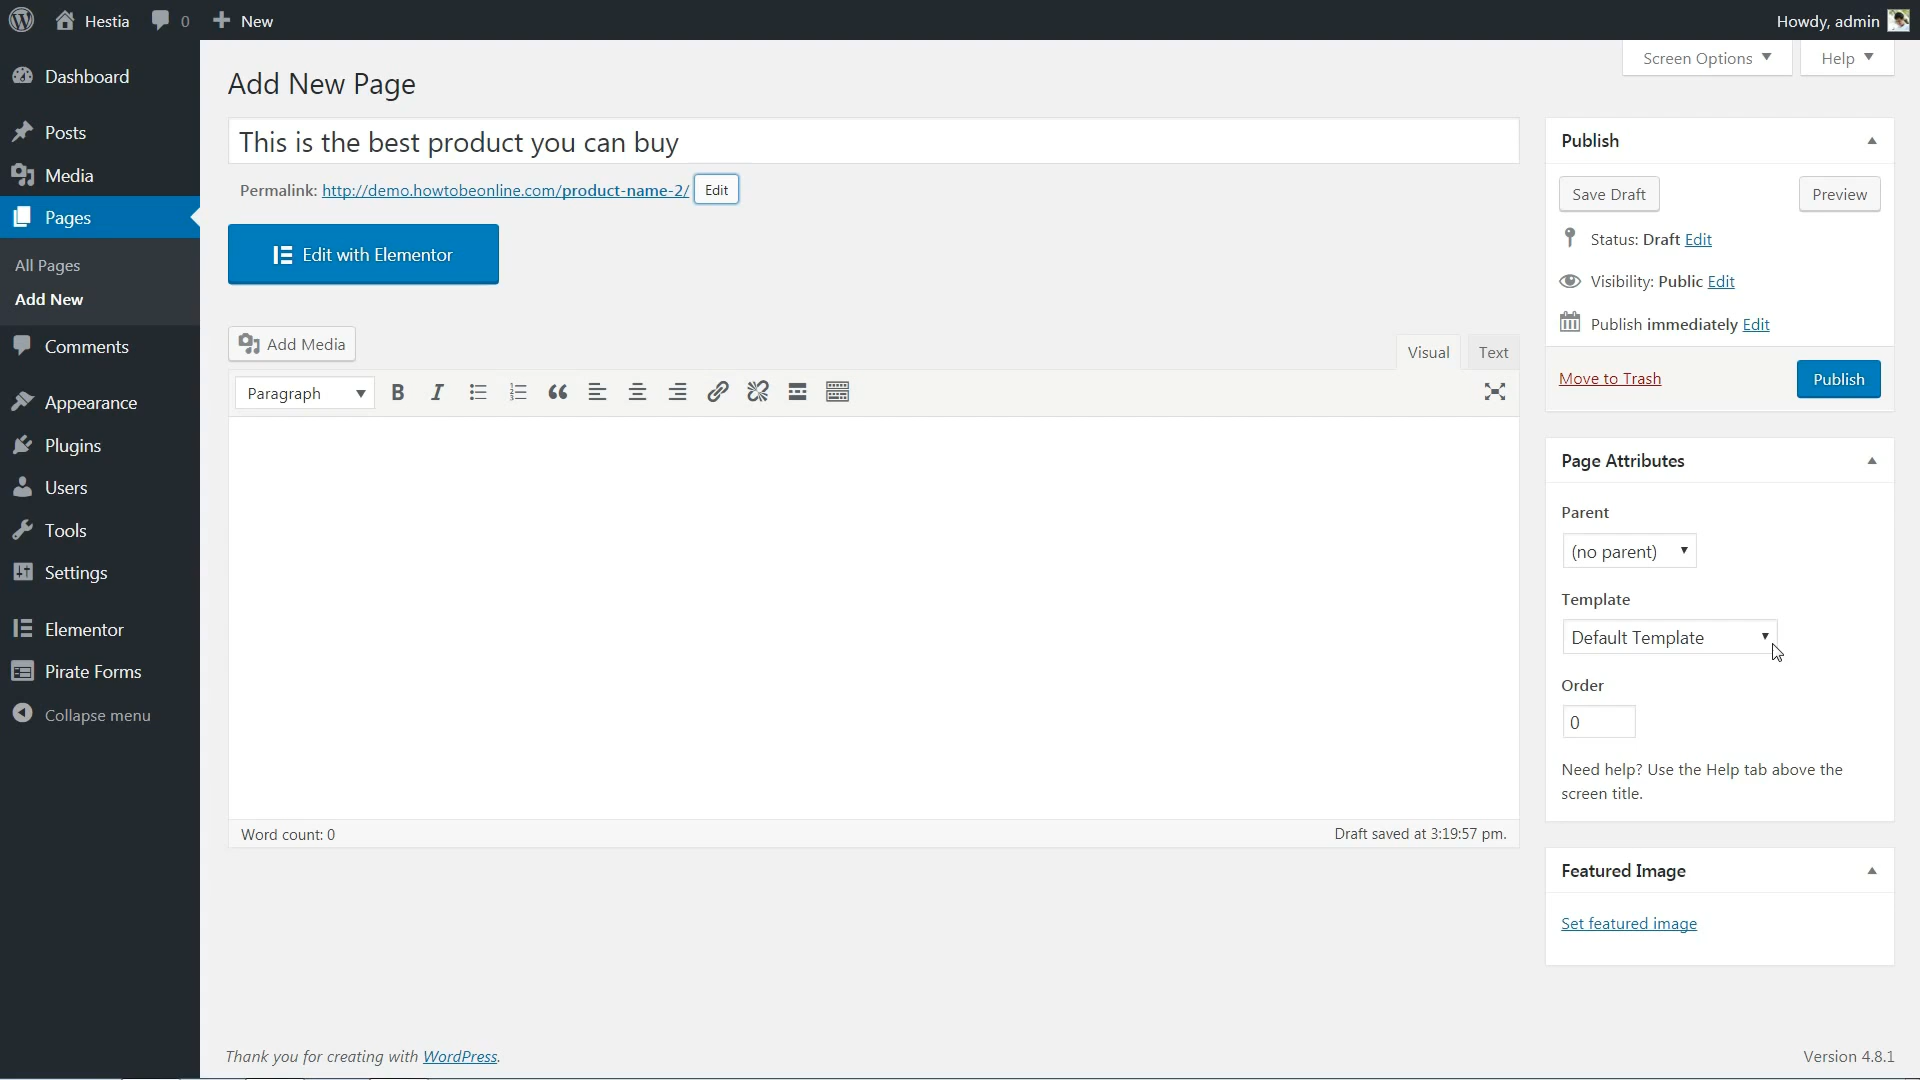 Hestia 0 New Howdy, admin
Screen Options Help
Dashboard
Posts
Media
Pages
All Pages
Add New
Comments
Appearance
Plugins
Users
Tools
Settings
Elementor
Pirate Forms
Collapse menu
Add New Page
This is the best product you can buy
Permalink: http://demo.howtobeonline.com/product-name-2/ Edit
Edit with Elementor
Add Media
Visual Text
Paragraph
Word count: 0 Draft saved at 3:19:57 pm.
Publish
Save Draft Preview
Status: Draft Edit
Visibility: Public Edit
Publish immediately Edit
Move to Trash Publish
Page Attributes
Parent
(no parent)
Template
Default Template
Order
0
Need help? Use the Help tab above the
screen title.
Featured Image
Set featured image
Thank you for creating with WordPress. Version 4.8.1